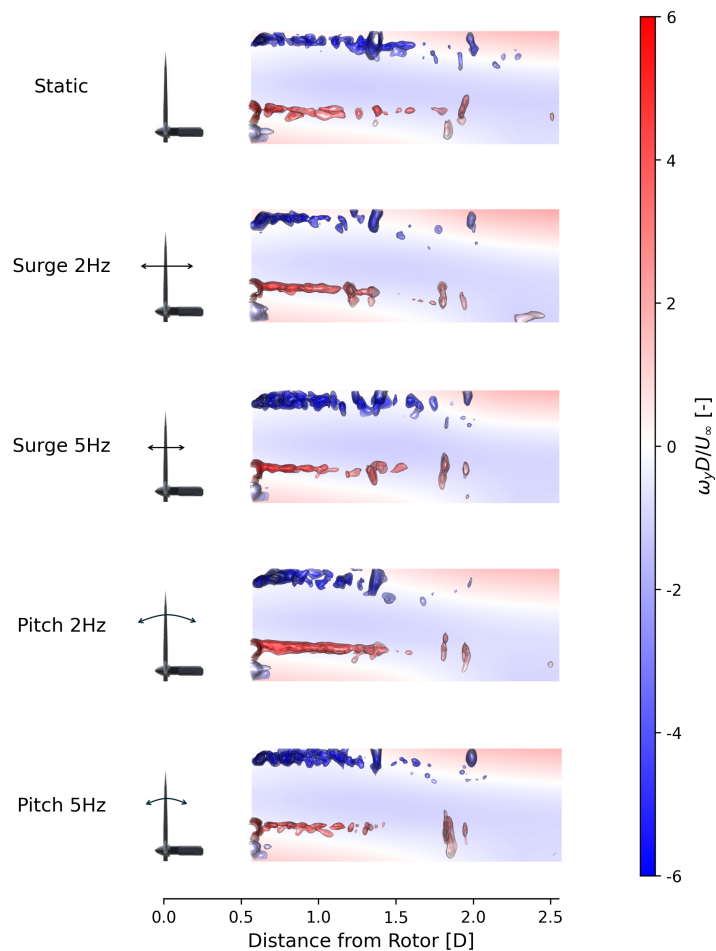 Static
Surge 2Hz
Surge 5Hz
Pitch 2Hz
Pitch 5Hz
0.0 0.5 1.0 1.5 2.0 2.5
Distance from Rotor [D]
6
4
2
0
-2
-4
-6
ω_yD/U_∞ [-]